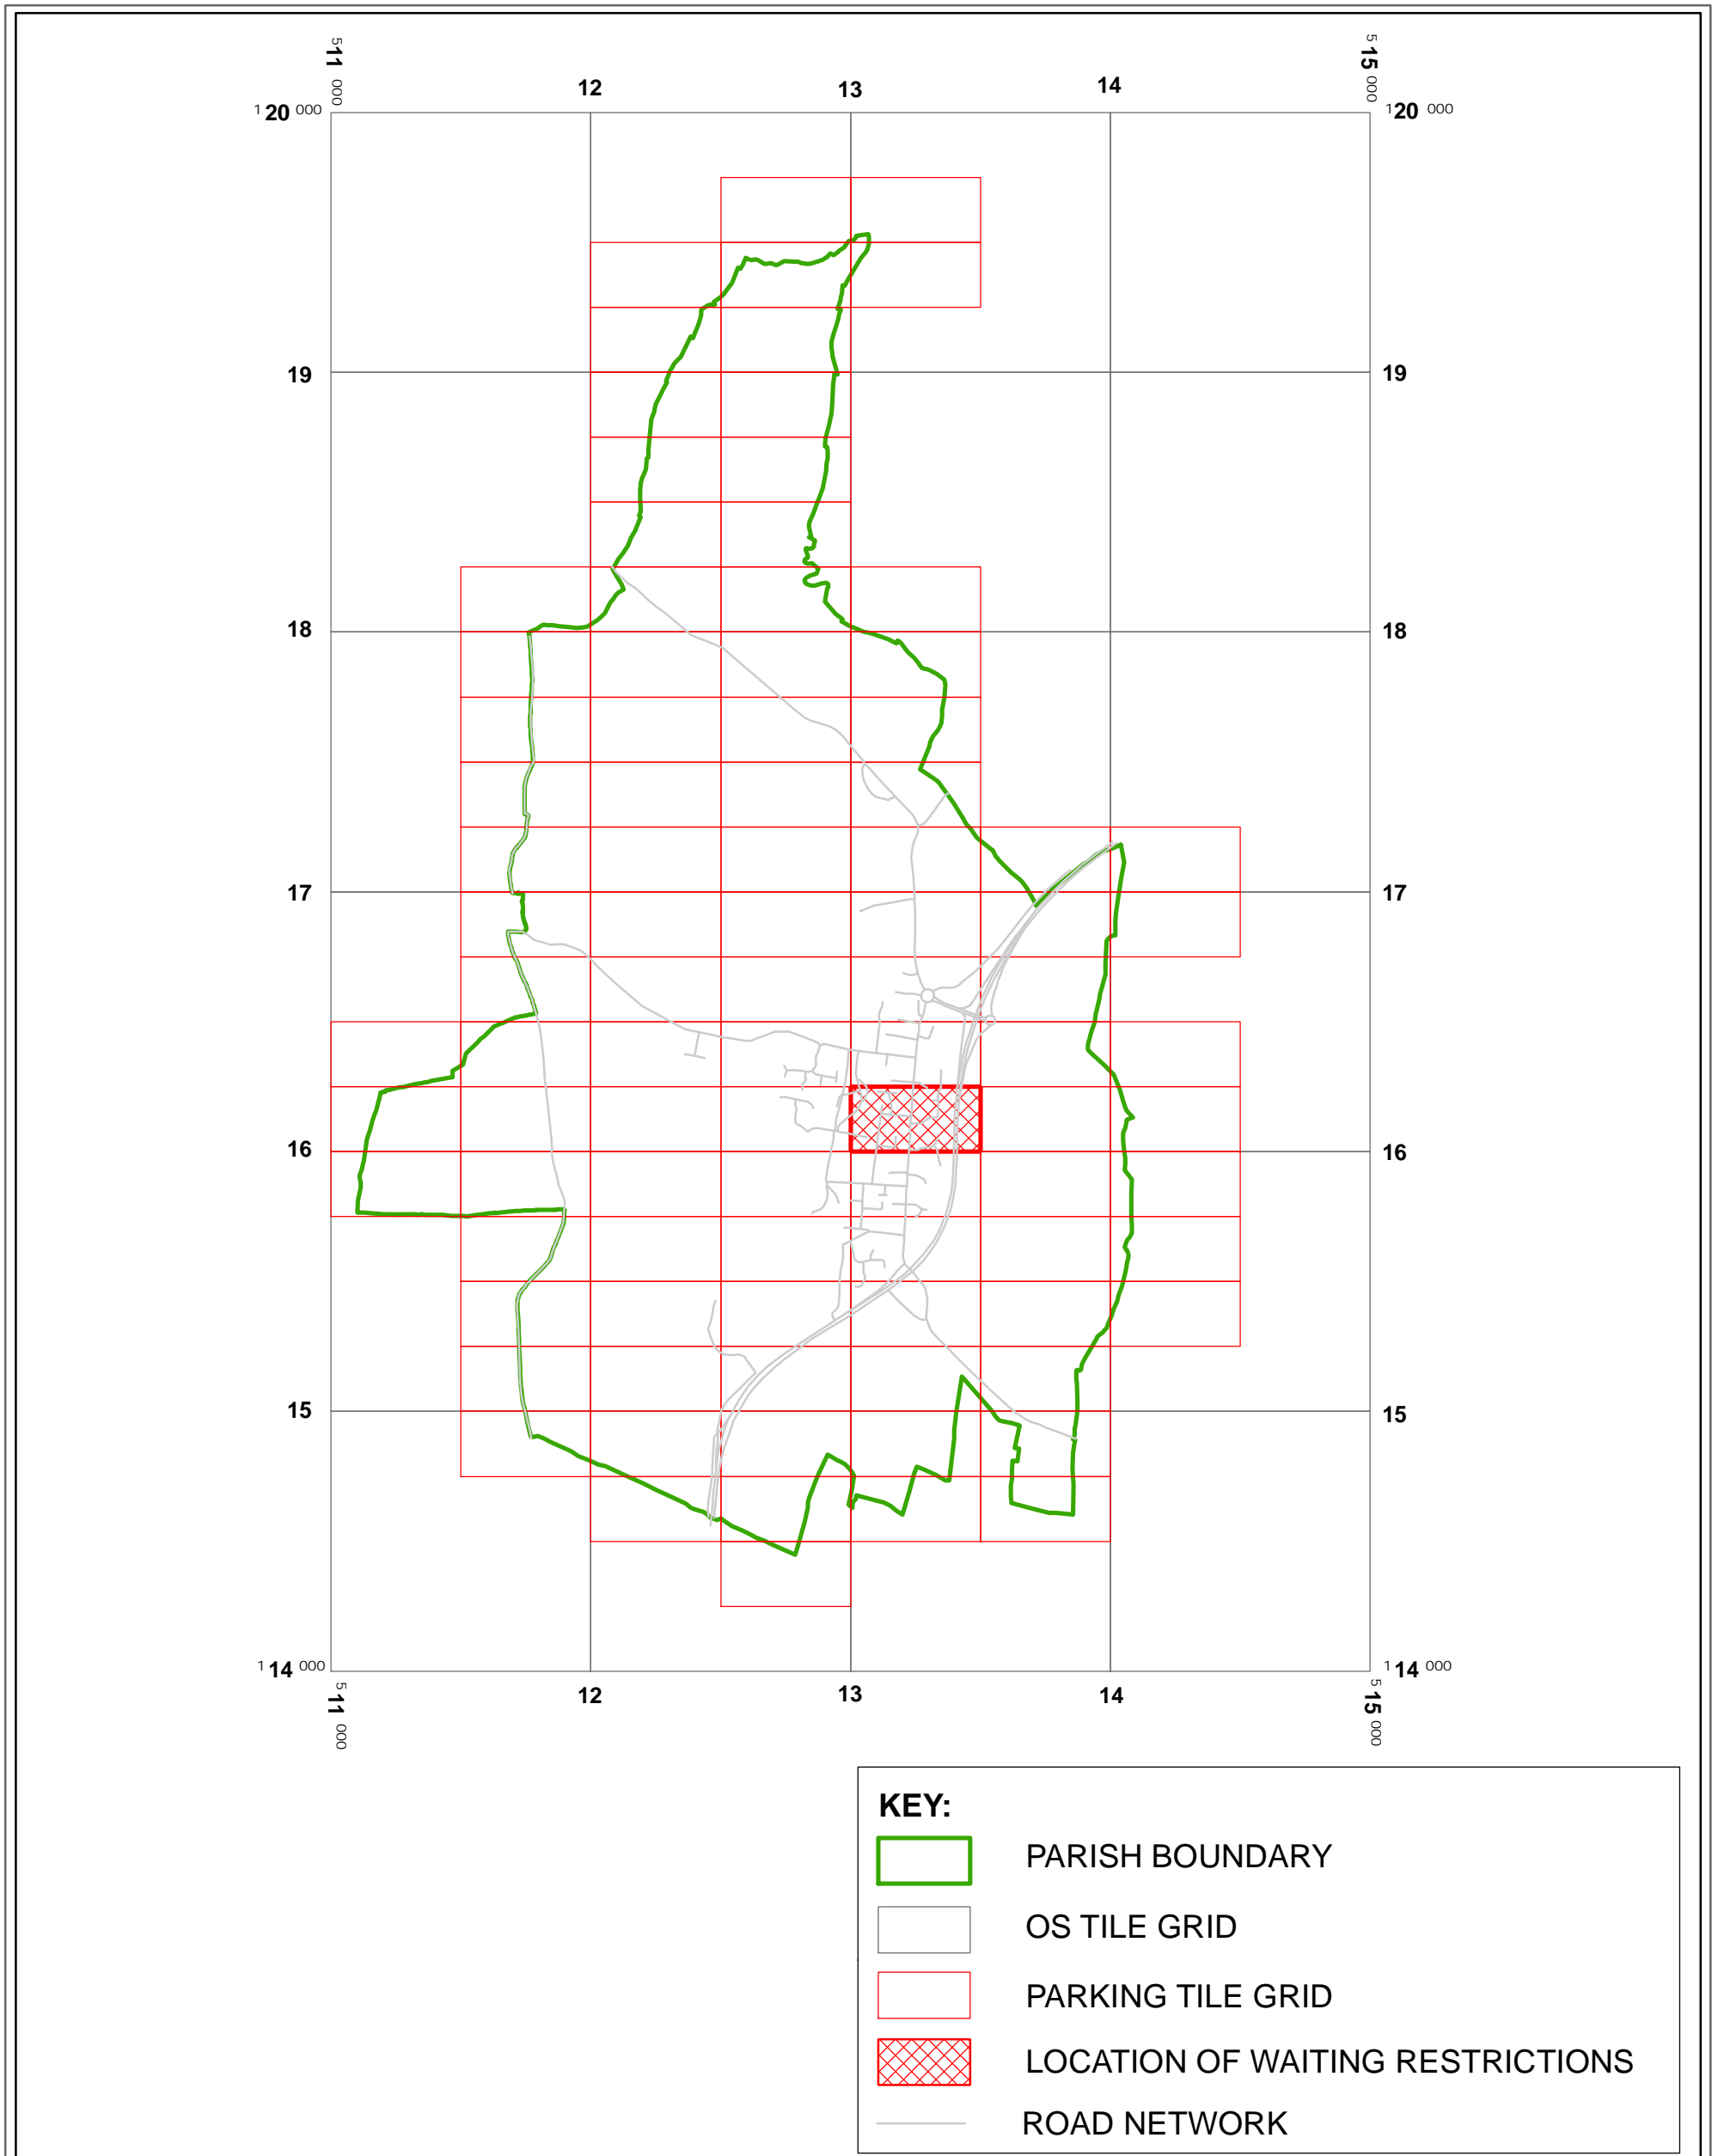 5 11 000
12
13
14
5 15 000
1 20 000
1 20 000
19
19
18
18
17
17
16
16
15
15
1 14 000
1 14 000
5 11 000
12
13
14
5 15 000
KEY:
PARISH BOUNDARY
OS TILE GRID
PARKING TILE GRID
LOCATION OF WAITING RESTRICTIONS
ROAD NETWORK